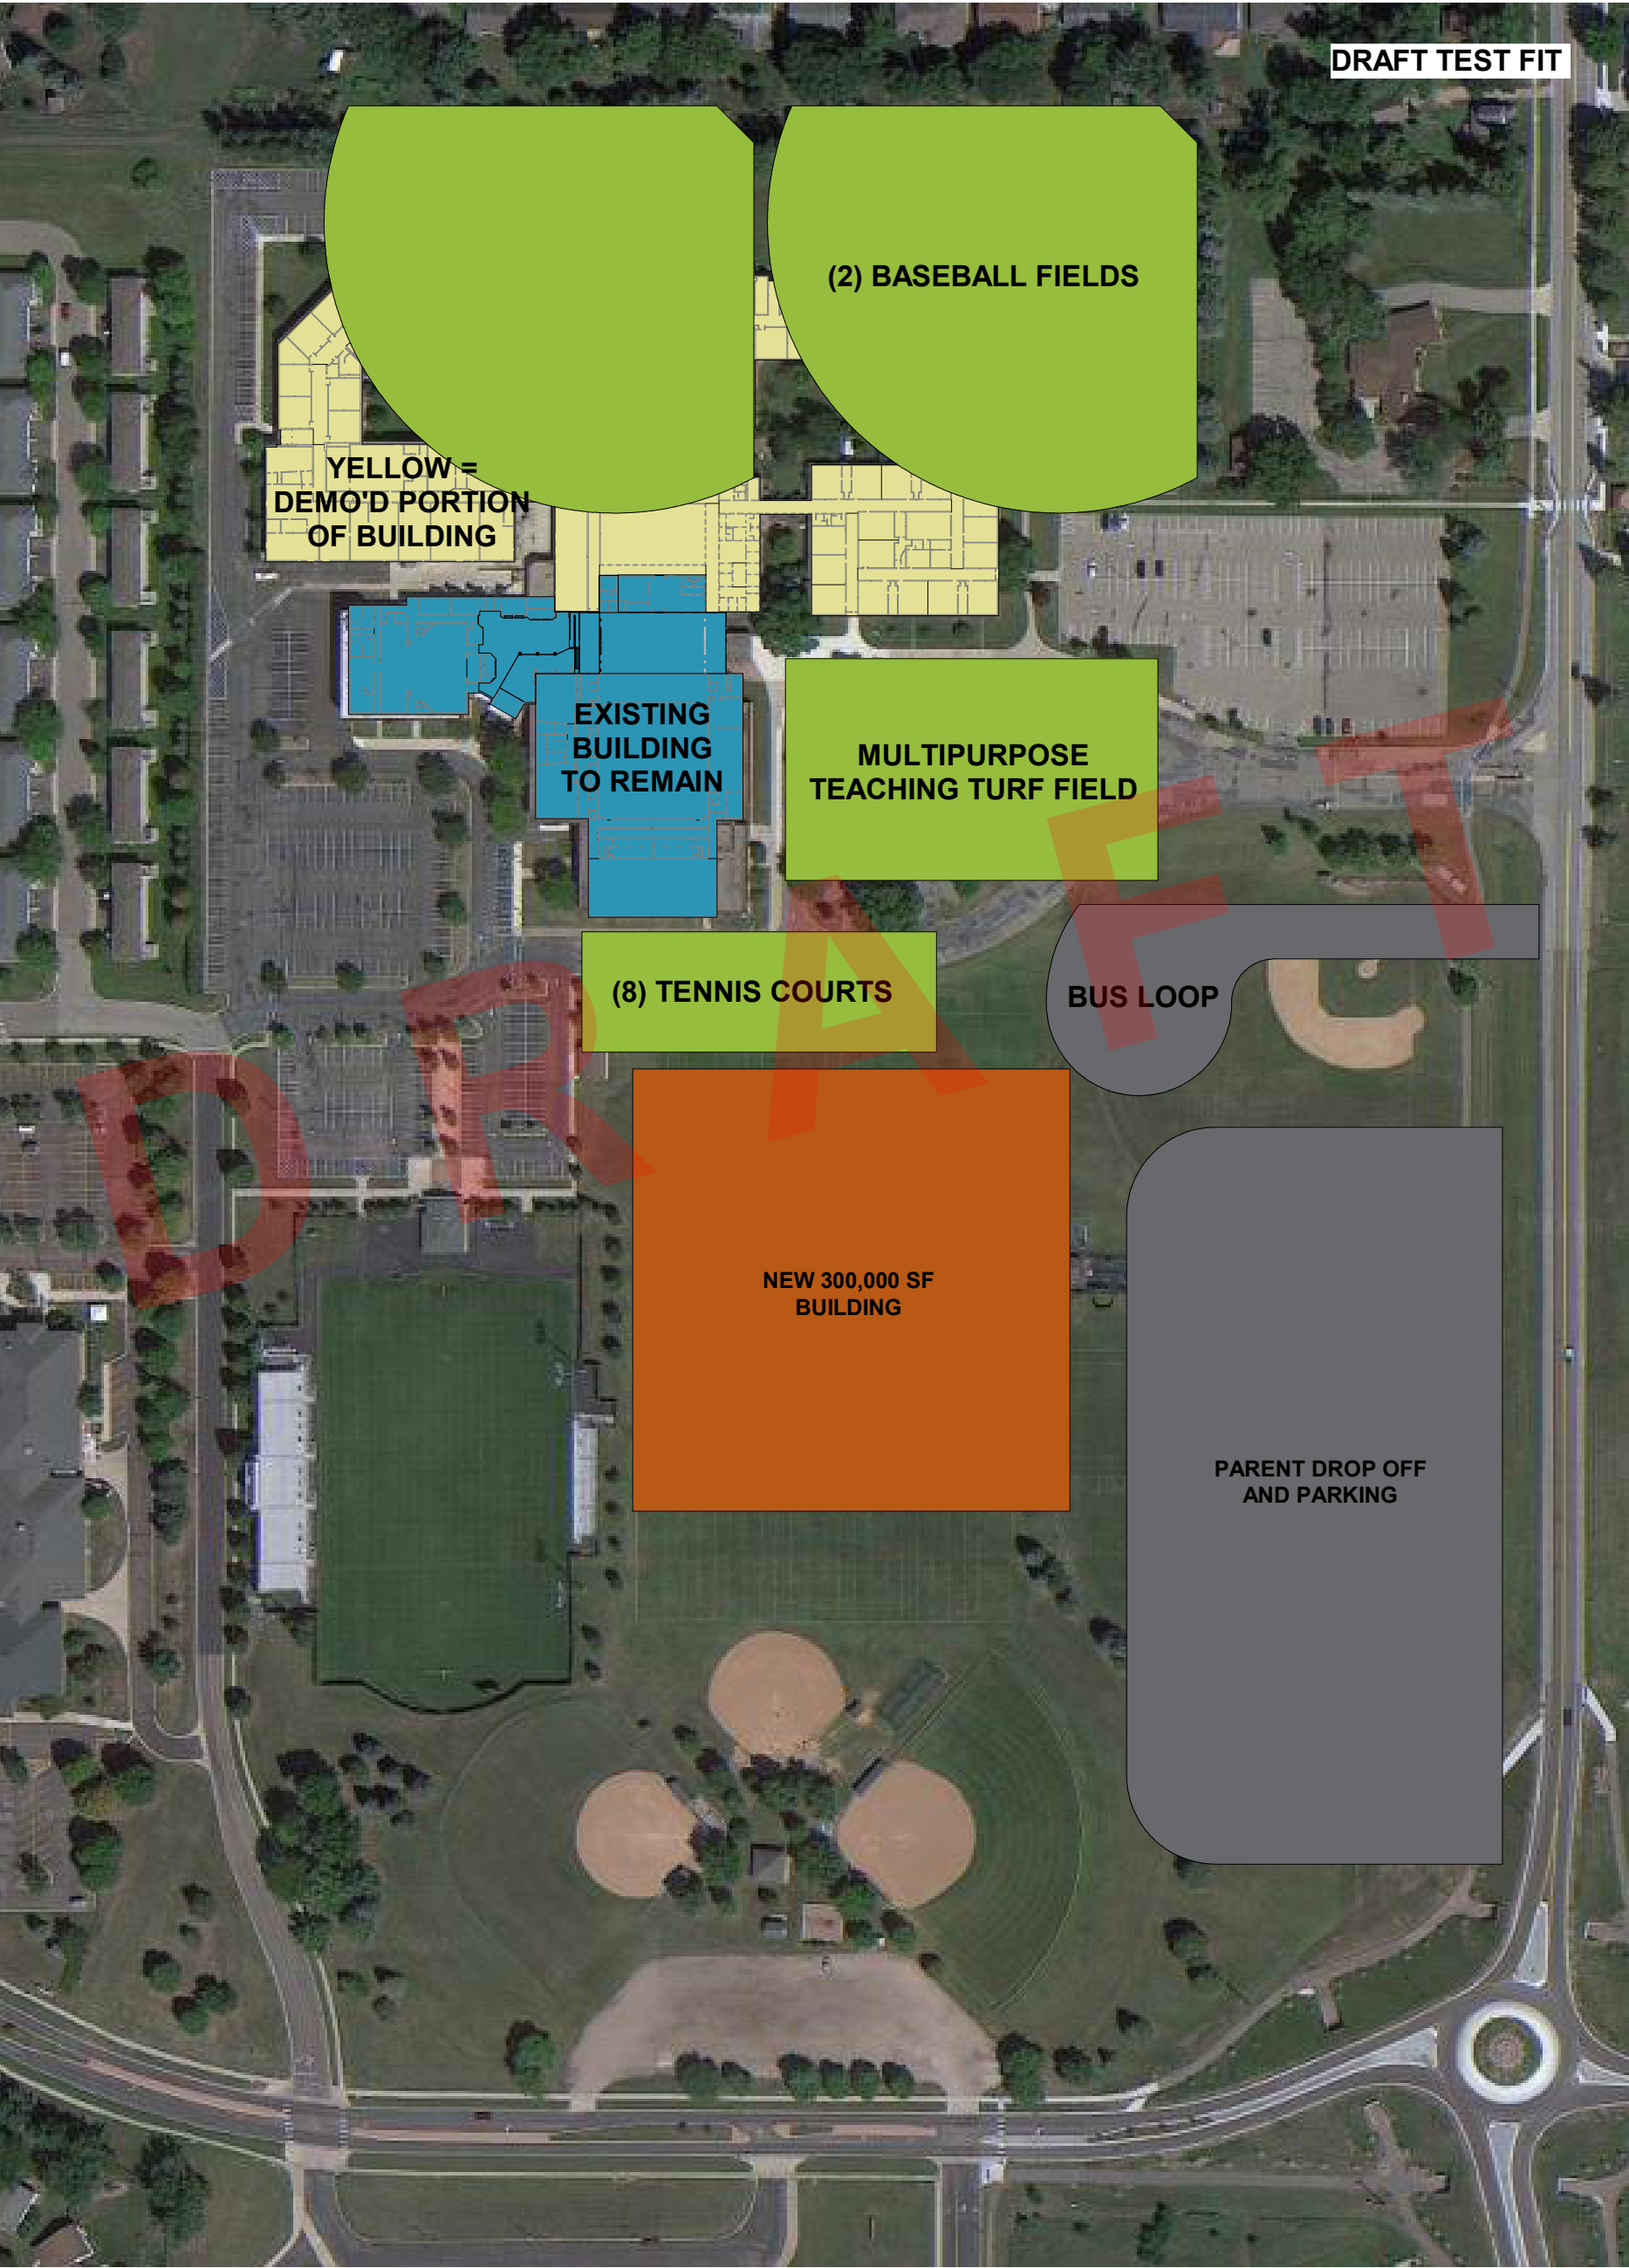 DRAFT TEST FIT
(2) BASEBALL FIELDS
YELLOW =
DEMO'D PORTION
OF BUILDING
EXISTING
BUILDING
TO REMAIN
MULTIPURPOSE
TEACHING TURF FIELD
(8) TENNIS COURTS
BUS LOOP
DRAFT
NEW 300,000 SF
BUILDING
PARENT DROP OFF
AND PARKING